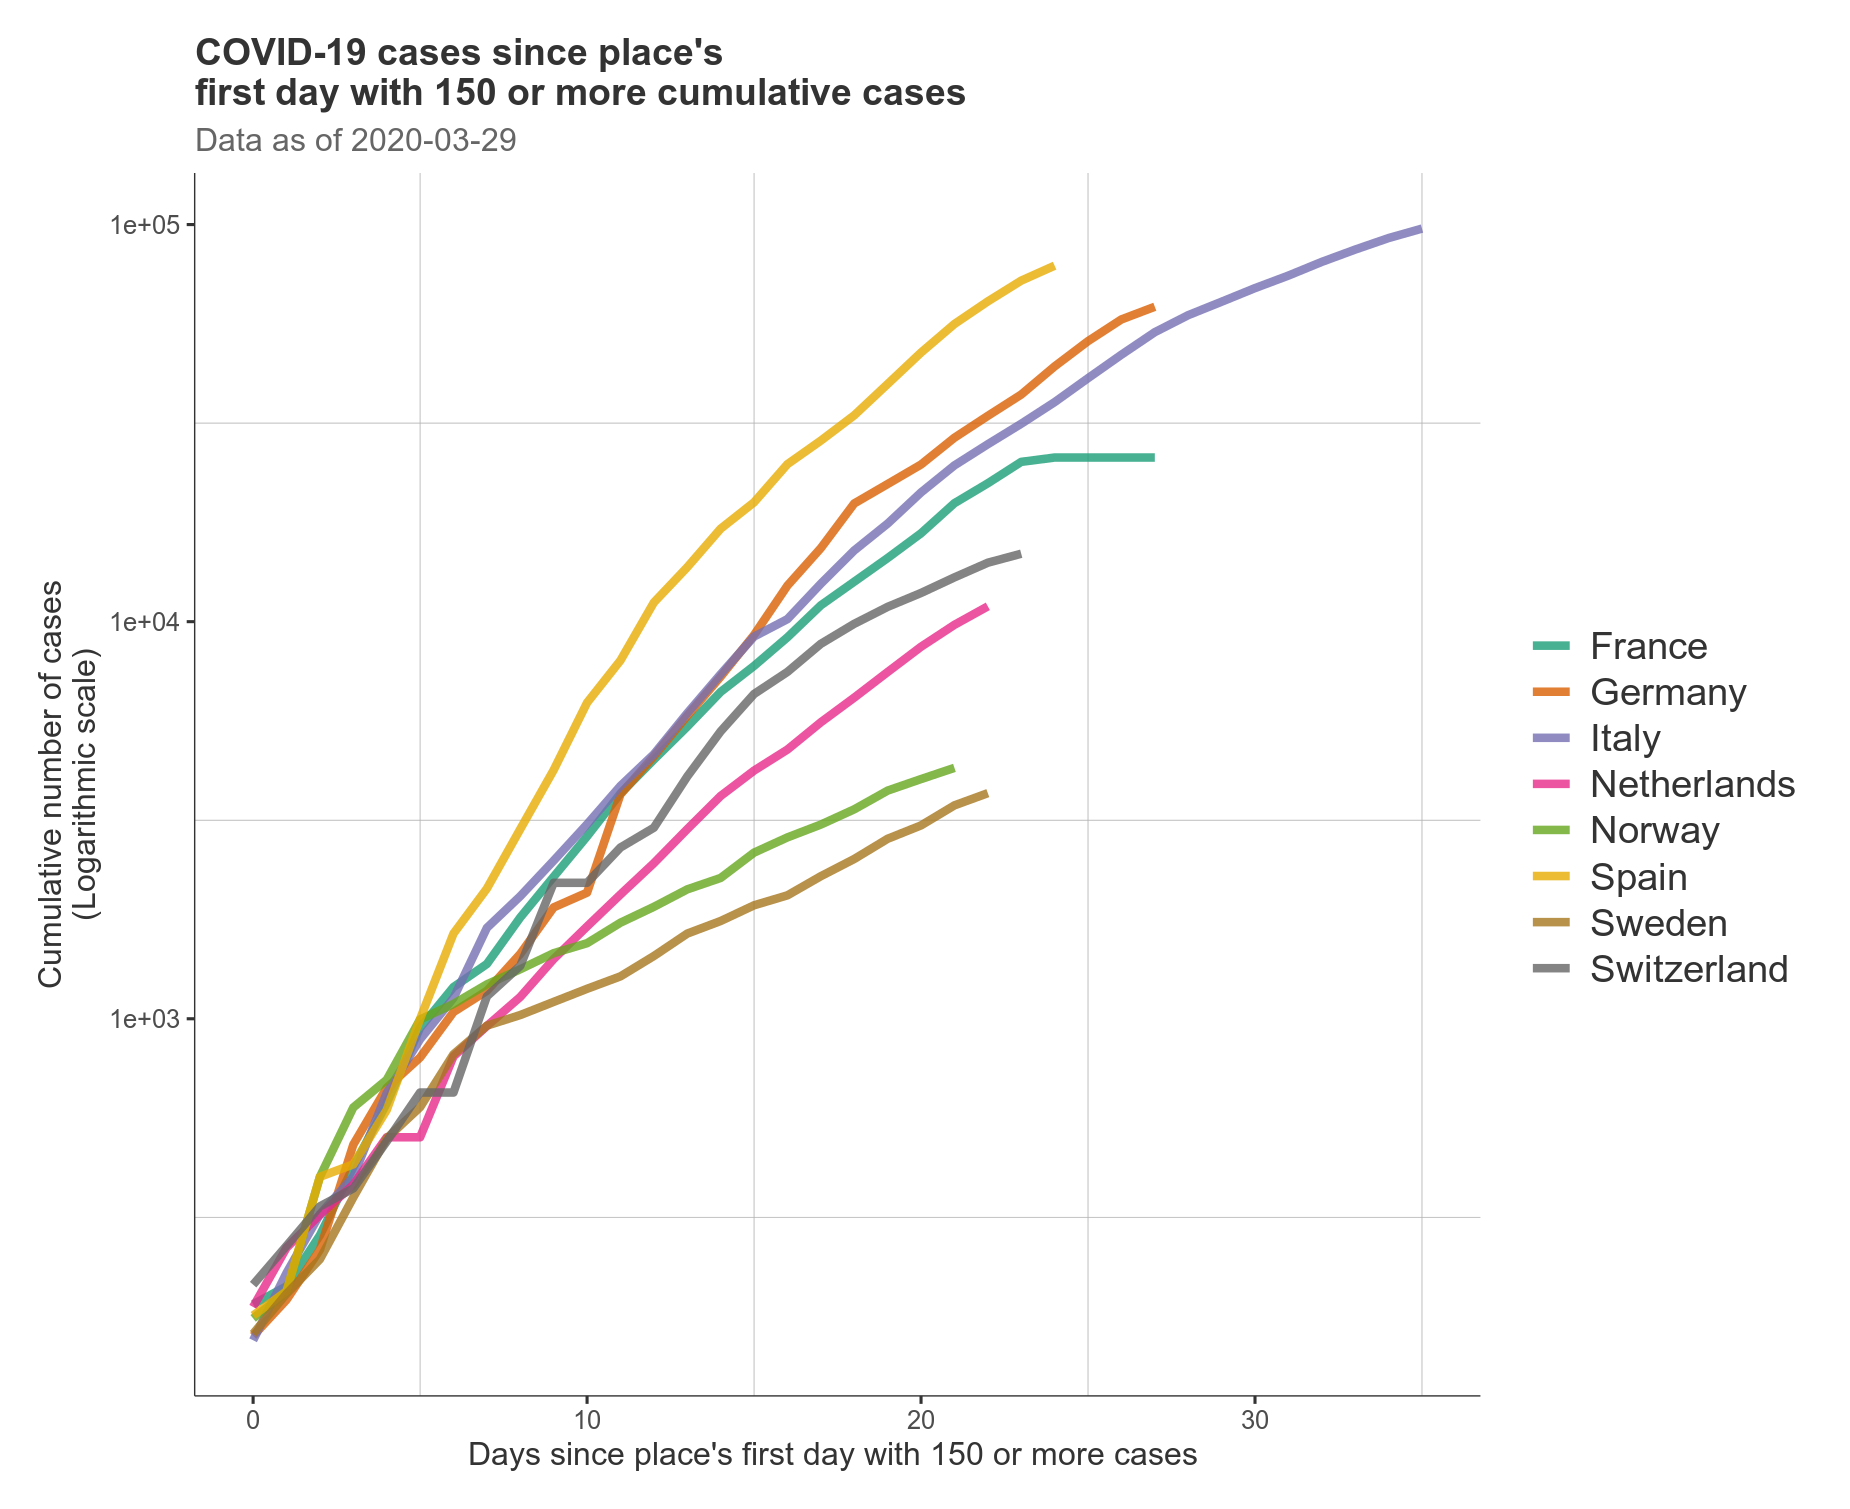 COVID-19 cases since place's
first day with 150 or more cumulative cases
Data as of 2020-03-29
Cumulative number of cases
(Logarithmic scale)
1e+05
1e+04
1e+03
0
10
20
30
Days since place's first day with 150 or more cases
France
Germany
Italy
Netherlands
Norway
Spain
Sweden
Switzerland